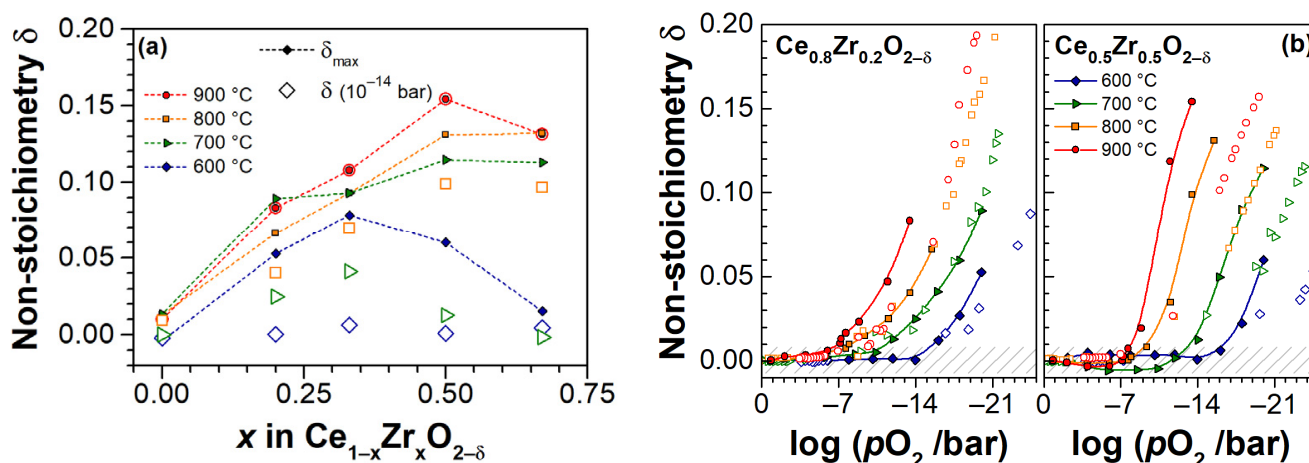 (a)
δmax
δ (10⁻¹⁴ bar)
900 °C
800 °C
700 °C
600 °C
Non-stoichiometry δ
0.20
0.15
0.10
0.05
0.00
0.00 0.25 0.50 0.75
x in Ce₁₋ₓZrₓO₂₋δ
Ce₀.₈Zr₀.₂O₂₋δ
Ce₀.₅Zr₀.₅O₂₋δ (b)
600 °C
700 °C
800 °C
900 °C
Non-stoichiometry δ
0.20
0.15
0.10
0.05
0.00
0 −7 −14 −21 0 −7 −14 −21
log (pO₂ /bar) log (pO₂ /bar)